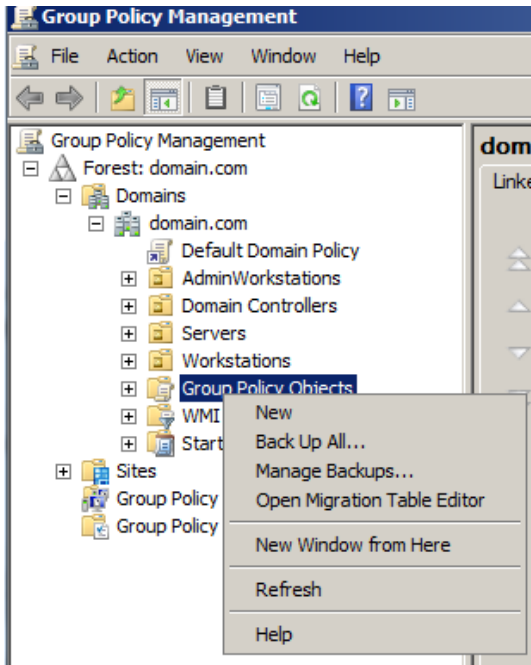 Group Policy Management
File Action View Window Help
Group Policy Management
Forest: domain.com
Domains
domain.com
Default Domain Policy
AdminWorkstations
Domain Controllers
Servers
Workstations
Group Policy Objects
WMI
Start
Sites
Group Policy
Group Policy
New
Back Up All...
Manage Backups...
Open Migration Table Editor
New Window from Here
Refresh
Help
dom
Linke